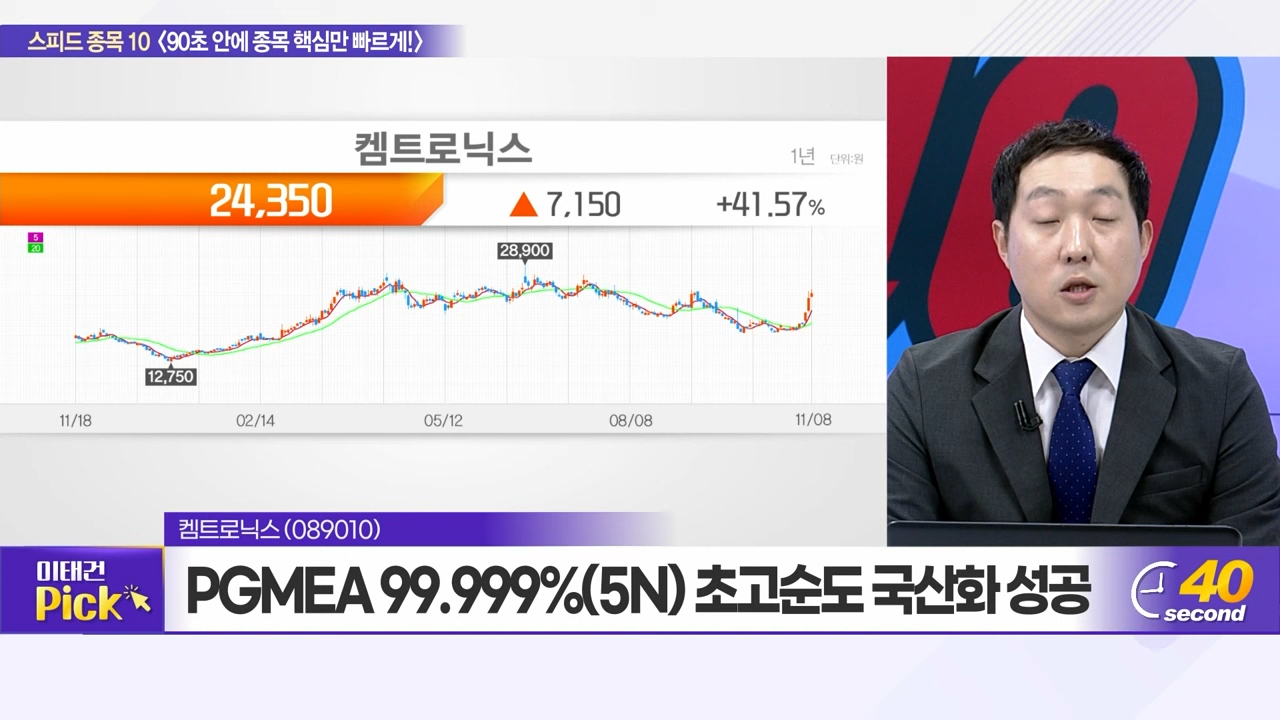 스피드 종목 10 〈90초 안에 종목 핵심만 빠르게!〉
켐트로닉스
1년 단위:원
24,350 ▲ 7,150 +41.57%
5
20
28,900
12,750
11/18 02/14 05/12 08/08 11/08
켐트로닉스 (089010)
이태건
Pick
PGMEA 99.999%(5N) 초고순도 국산화 성공
40
second